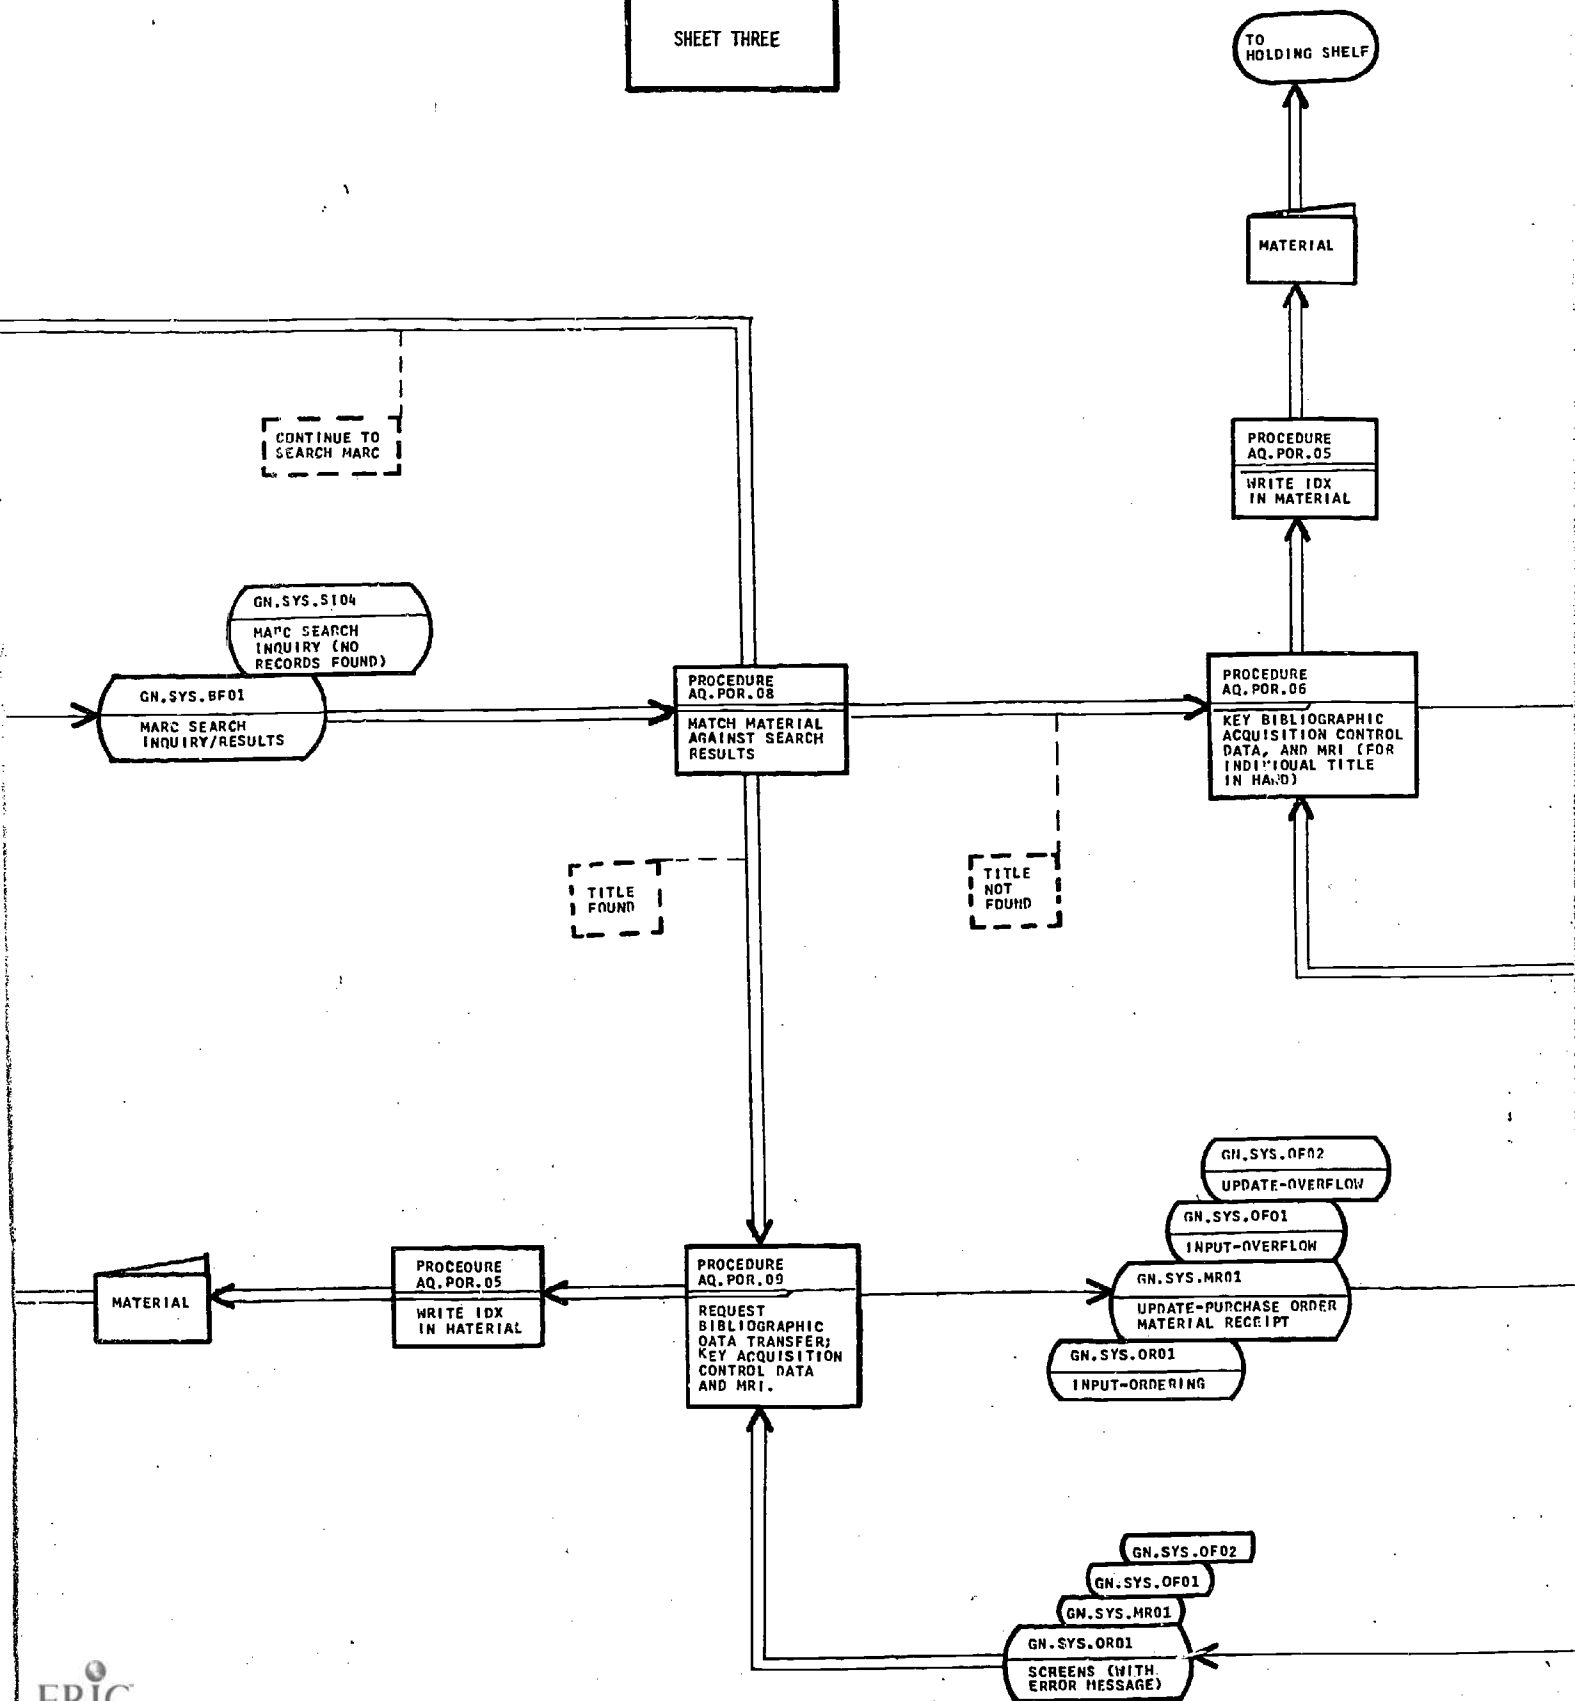 SHEET THREE
TO
HOLDING SHELF
MATERIAL
CONTINUE TO
SEARCH MARC
PROCEDURE
AQ.POR.05
WRITE IDX
IN MATERIAL
GN.SYS.SI04
MARC SEARCH
INQUIRY (NO
RECORDS FOUND)
GN.SYS.BF01
MARC SEARCH
INQUIRY/RESULTS
PROCEDURE
AQ.POR.08
MATCH MATERIAL
AGAINST SEARCH
RESULTS
PROCEDURE
AQ.POR.06
KEY BIBLIOGRAPHIC
ACQUISITION CONTROL
DATA, AND MRI (FOR
INDIVIDUAL TITLE
IN HAND)
TITLE
FOUND
TITLE
NOT
FOUND
GN.SYS.OF02
UPDATE-OVERFLOW
GN.SYS.OF01
INPUT-OVERFLOW
GN.SYS.MR01
UPDATE-PURCHASE ORDER
MATERIAL RECEIPT
GN.SYS.OR01
INPUT-ORDERING
MATERIAL
PROCEDURE
AQ.POR.05
WRITE IDX
IN MATERIAL
PROCEDURE
AQ.POR.09
REQUEST
BIBLIOGRAPHIC
DATA TRANSFER;
KEY ACQUISITION
CONTROL DATA
AND MRI.
GN.SYS.OF02
GN.SYS.OF01
GN.SYS.MR01
GN.SYS.OR01
SCREENS (WITH
ERROR MESSAGE)
ERIC